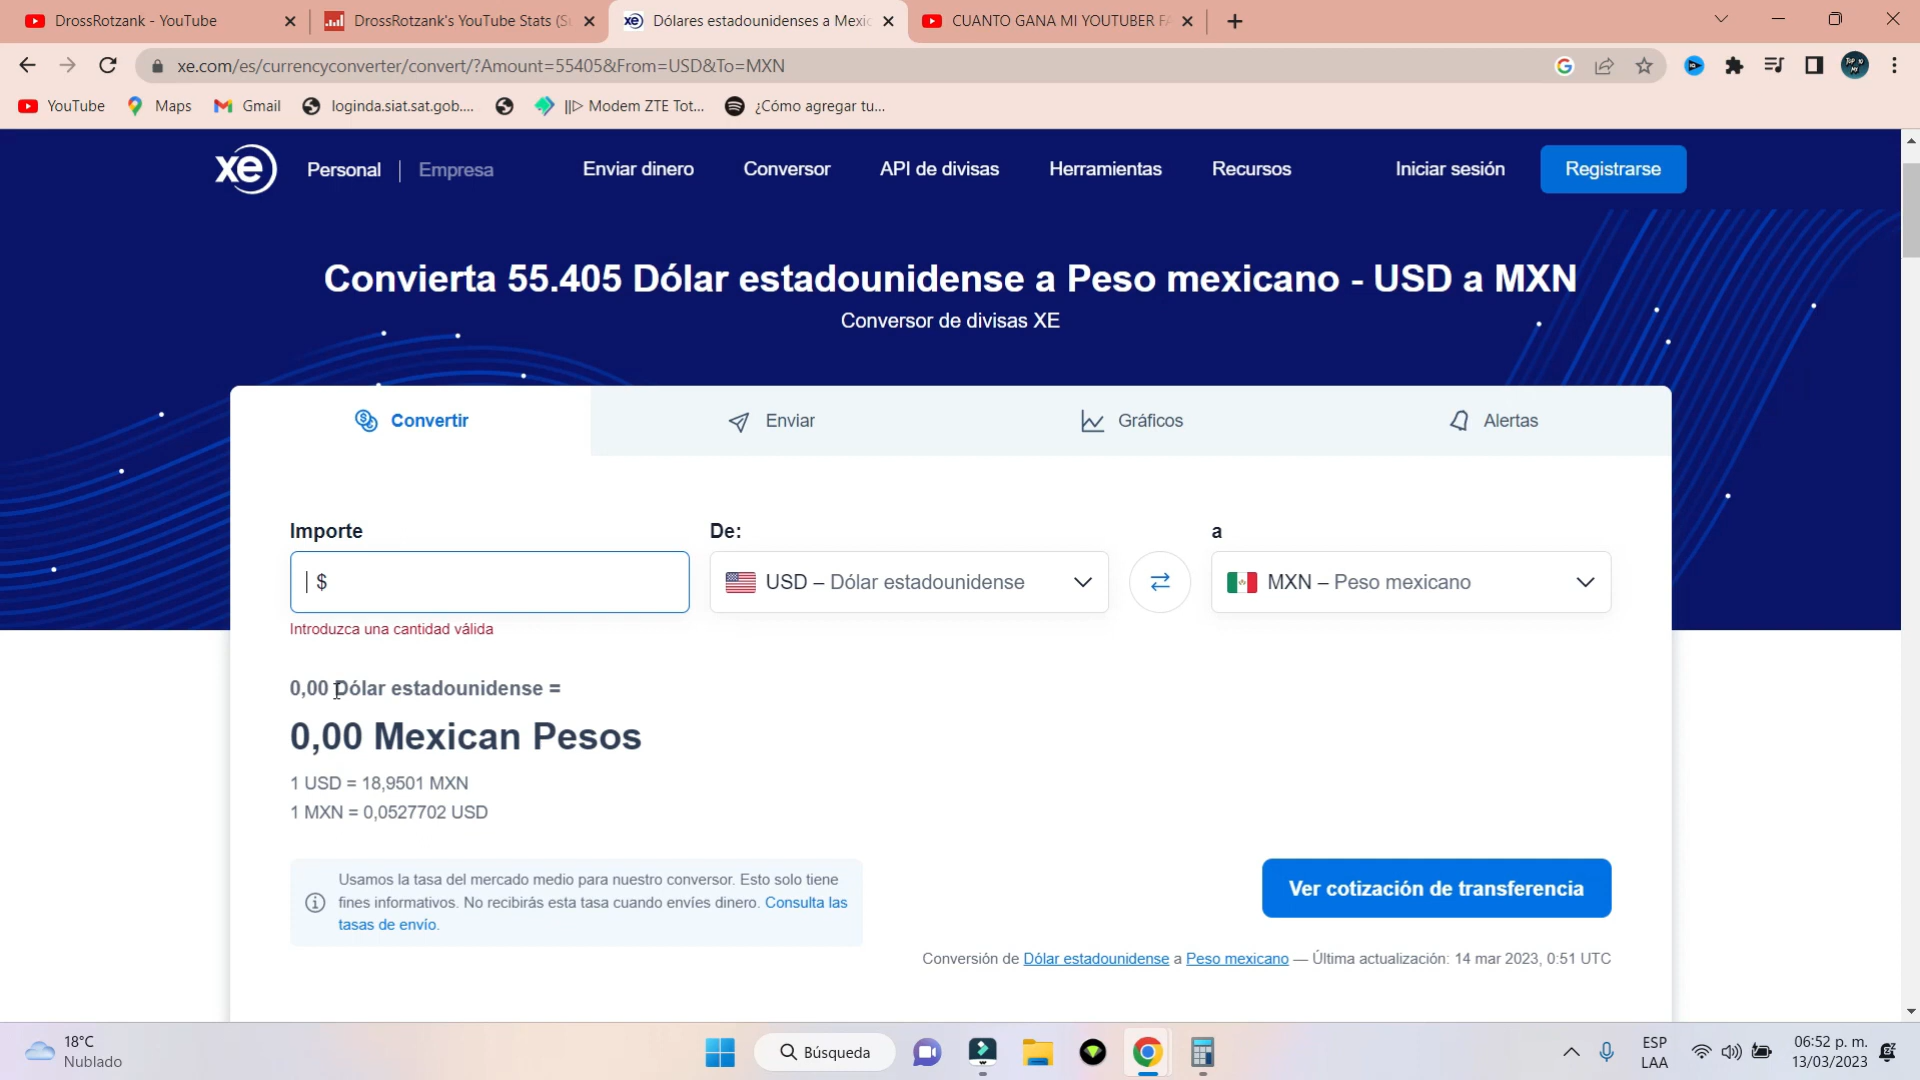 DrossRotzank - YouTube
DrossRotzank's YouTube Stats (S
Dólares estadounidenses a Mexic
CUANTO GANA MI YOUTUBER FA
xe.com/es/currencyconverter/convert/?Amount=55405&From=USD&To=MXN
YouTube
Maps
Gmail
loginda.siat.sat.gob....
||▷ Modem ZTE Tot...
¿Cómo agregar tu...
xe
Personal
Empresa
Enviar dinero
Conversor
API de divisas
Herramientas
Recursos
Iniciar sesión
Registrarse
Convierta 55.405 Dólar estadounidense a Peso mexicano - USD a MXN
Conversor de divisas XE
Convertir
Enviar
Gráficos
Alertas
Importe
De:
a
$
USD – Dólar estadounidense
MXN – Peso mexicano
Introduzca una cantidad válida
0,00 Dólar estadounidense =
0,00 Mexican Pesos
1 USD = 18,9501 MXN
1 MXN = 0,0527702 USD
Usamos la tasa del mercado medio para nuestro conversor. Esto solo tiene
fines informativos. No recibirás esta tasa cuando envíes dinero. Consulta las
tasas de envío.
Ver cotización de transferencia
Conversión de Dólar estadounidense a Peso mexicano — Última actualización: 14 mar 2023, 0:51 UTC
18°C
Nublado
Búsqueda
ESP
LAA
06:52 p. m.
13/03/2023